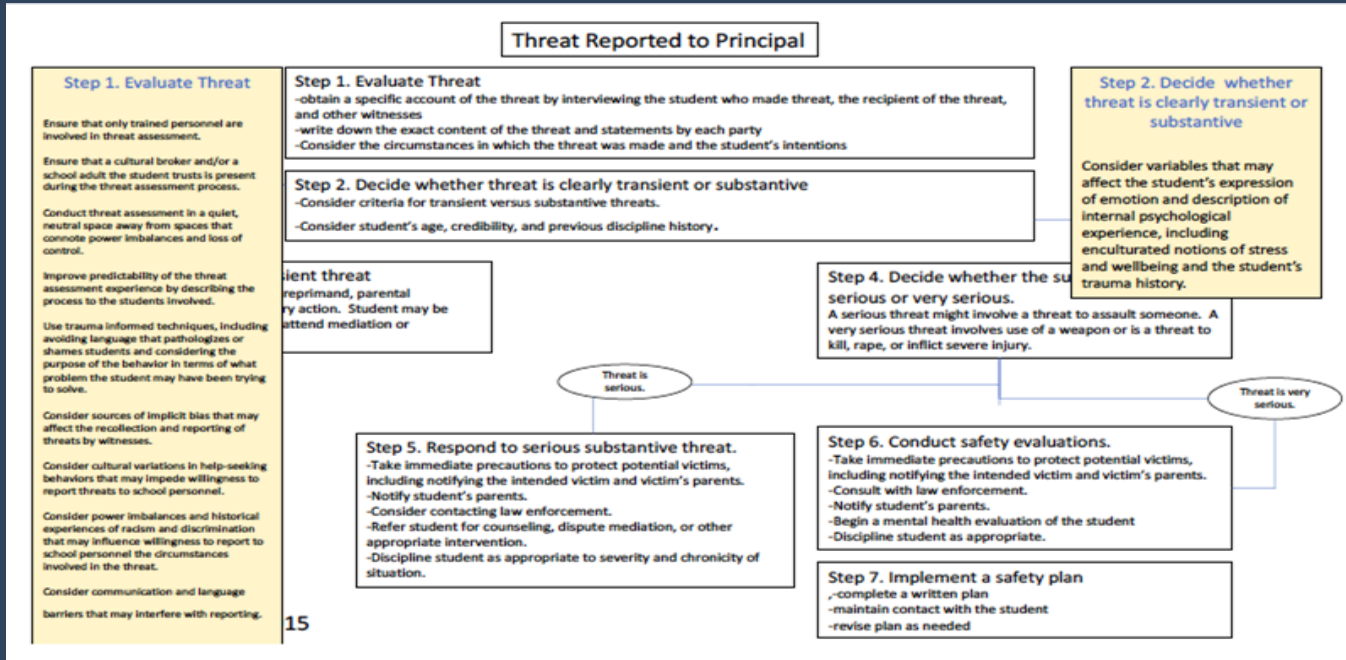 Threat Reported to Principal
Step 1. Evaluate Threat
Ensure that only trained personnel are
involved in threat assessment.
Ensure that a cultural broker and/or a
school adult the student trusts is present
during the threat assessment process.
Conduct threat assessment in a quiet,
neutral space away from spaces that
connote power imbalances and loss of
control.
Improve predictability of the threat
assessment experience by describing the
process to the students involved.
Use trauma informed techniques, including
avoiding language that pathologizes or
shames students and considering the
purpose of the behavior in terms of what
problem the student may have been trying
to solve.
Consider sources of implicit bias that may
affect the recollection and reporting of
threats by witnesses.
Consider cultural variations in help-seeking
behaviors that may impede willingness to
report threats to school personnel.
Consider power imbalances and historical
experiences of racism and discrimination
that may influence willingness to report to
school personnel the circumstances
involved in the threat.
Consider communication and language
barriers that may interfere with reporting.
Step 1. Evaluate Threat
-obtain a specific account of the threat by interviewing the student who made threat, the recipient of the threat,
and other witnesses
-write down the exact content of the threat and statements by each party
-Consider the circumstances in which the threat was made and the student's intentions
Step 2. Decide whether threat is clearly transient or substantive
-Consider criteria for transient versus substantive threats.
-Consider student's age, credibility, and previous discipline history.
Step 2. Decide whether
threat is clearly transient or
substantive
Consider variables that may
affect the student's expression
of emotion and description of
internal psychological
experience, including
enculturated notions of stress
and wellbeing and the student's
trauma history.
threat
reprimand, parental
action. Student may be
attend mediation or
Step 4. Decide whether the
serious or very serious.
A serious threat might involve a threat to assault someone. A
very serious threat involves use of a weapon or is a threat to
kill, rape, or inflict severe injury.
Threat is
serious.
Threat is very
serious.
Step 5. Respond to serious substantive threat.
-Take immediate precautions to protect potential victims,
including notifying the intended victim and victim's parents.
-Notify student's parents.
-Consider contacting law enforcement.
-Refer student for counseling, dispute mediation, or other
appropriate intervention.
-Discipline student as appropriate to severity and chronicity of
situation.
Step 6. Conduct safety evaluations.
-Take immediate precautions to protect potential victims,
including notifying the intended victim and victim's parents.
-Consult with law enforcement.
-Notify student's parents.
-Begin a mental health evaluation of the student
-Discipline student as appropriate.
Step 7. Implement a safety plan
,-complete a written plan
-maintain contact with the student
-revise plan as needed
15